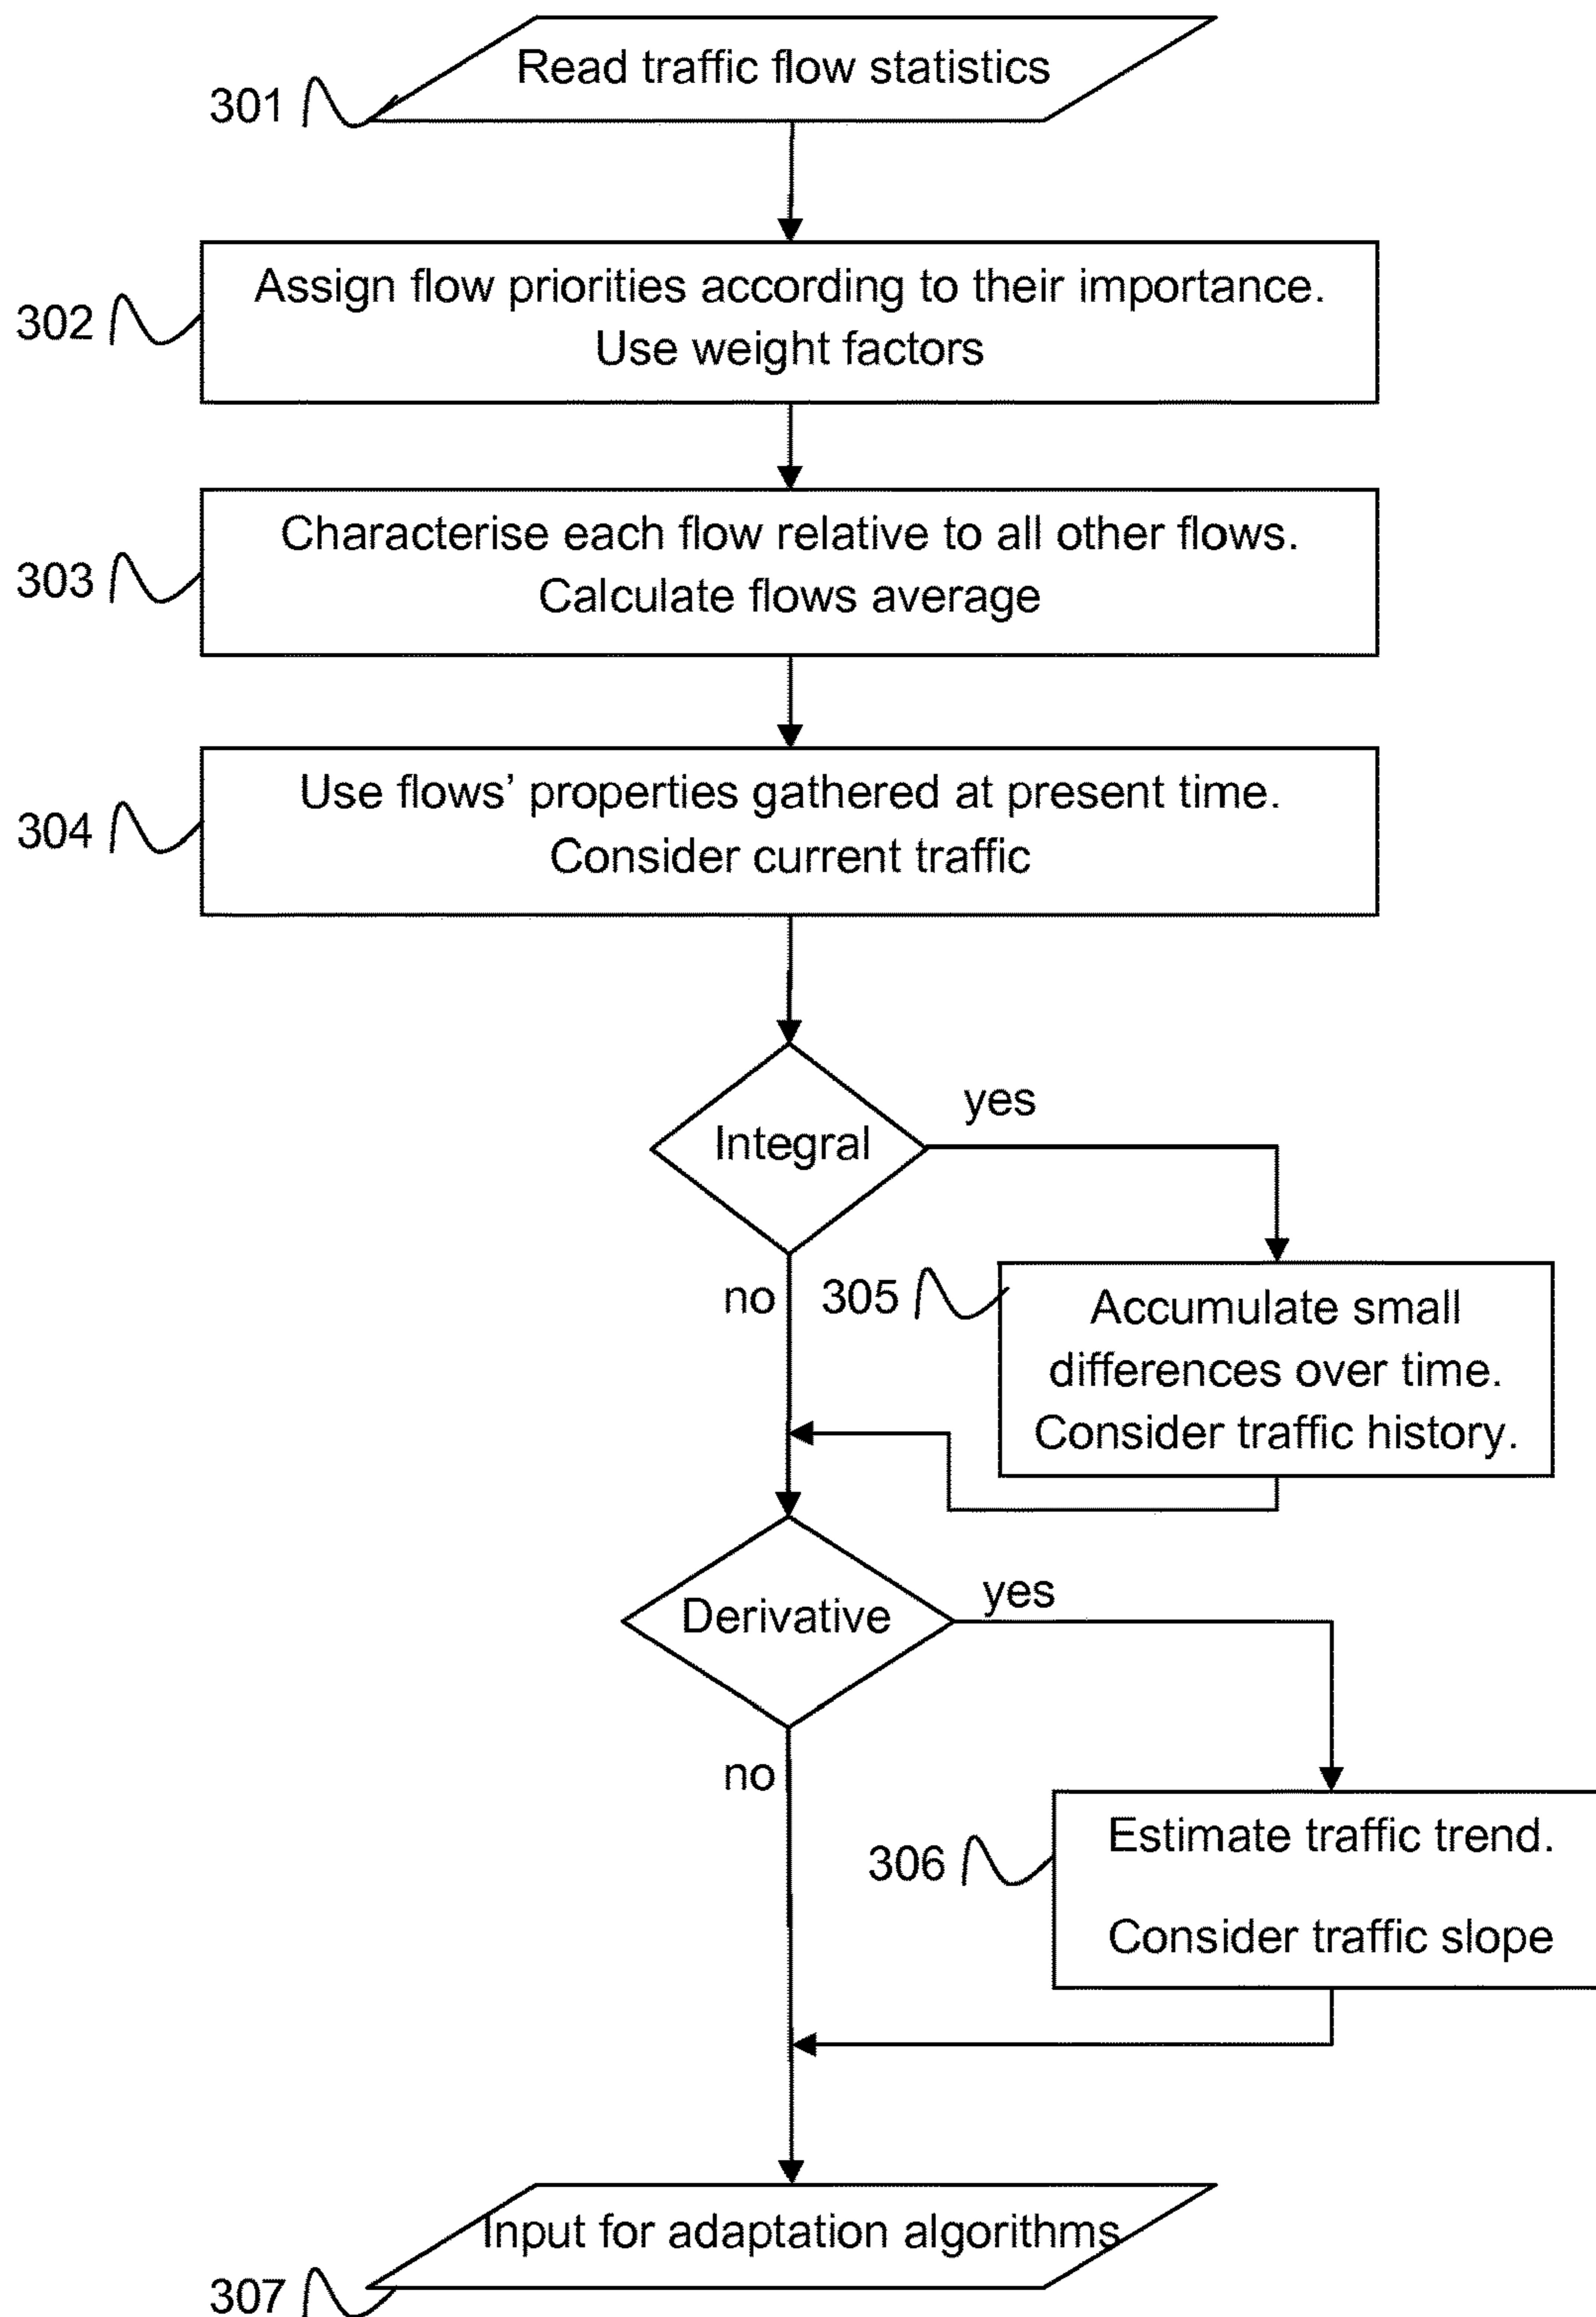 Read traffic flow statistics
301
Assign flow priorities according to their importance.
Use weight factors
302
Characterise each flow relative to all other flows.
Calculate flows average
303
Use flows’ properties gathered at present time.
Consider current traffic
304
Integral
yes
no
305
Accumulate small
differences over time.
Consider traffic history.
Derivative
yes
no
306
Estimate traffic trend.
Consider traffic slope
Input for adaptation algorithms
307